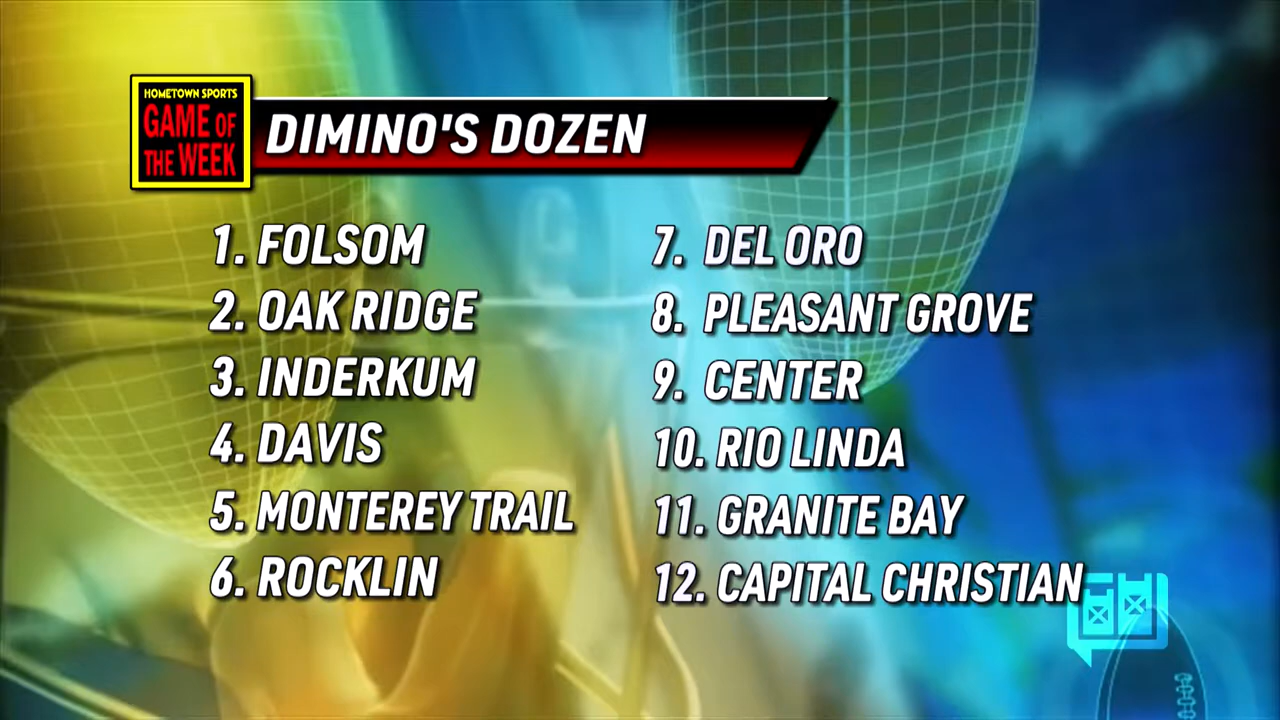 HOMETOWN SPORTS
GAME OF
THE WEEK
DIMINO'S DOZEN
1. FOLSOM
2. OAK RIDGE
3. INDERKUM
4. DAVIS
5. MONTEREY TRAIL
6. ROCKLIN
7. DEL ORO
8. PLEASANT GROVE
9. CENTER
10. RIO LINDA
11. GRANITE BAY
12. CAPITAL CHRISTIAN